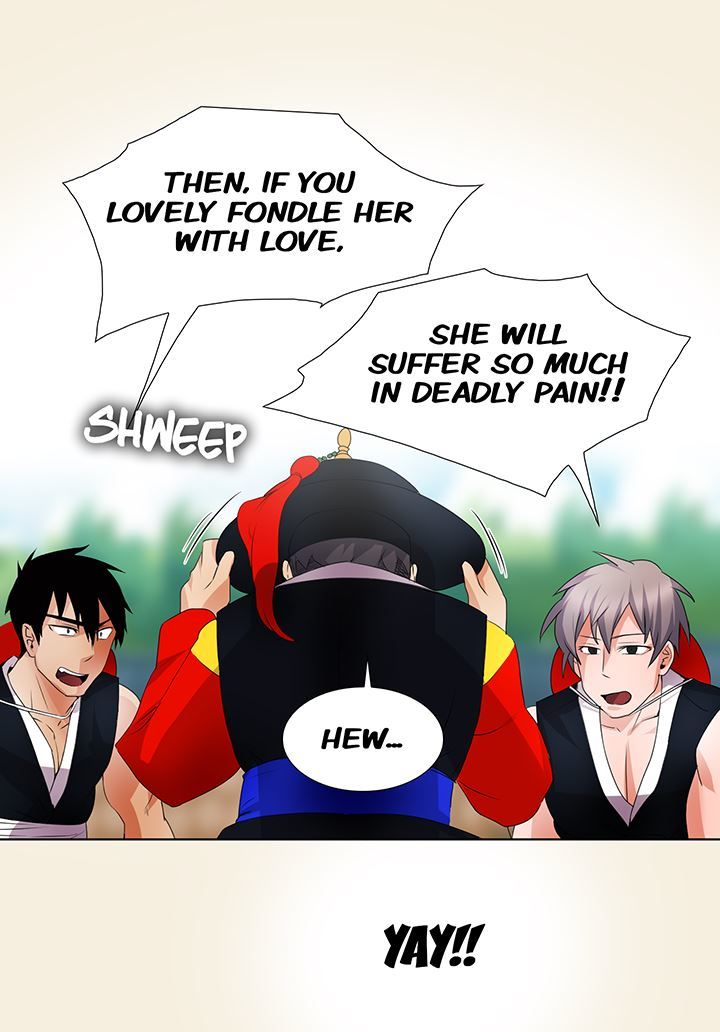 THEN, IF YOU
LOVELY FONDLE HER
WITH LOVE,
SHE WILL
SUFFER SO MUCH
IN DEADLY PAIN!!
SHWEEP
HEW...
YAY!!